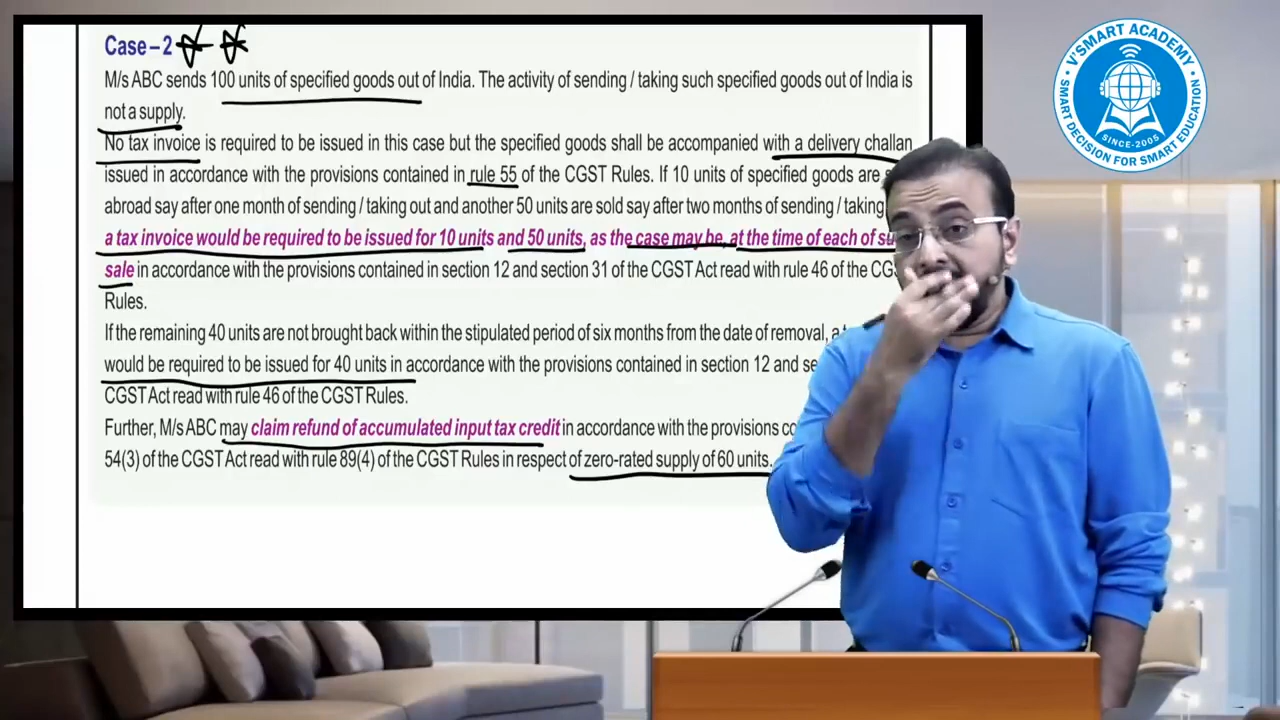 Case – 2
M/s ABC sends 100 units of specified goods out of India. The activity of sending / taking such specified goods out of India is
not a supply.
No tax invoice is required to be issued in this case but the specified goods shall be accompanied with a delivery challan
issued in accordance with the provisions contained in rule 55 of the CGST Rules. If 10 units of specified goods are
abroad say after one month of sending / taking out and another 50 units are sold say after two months of sending / taking
a tax invoice would be required to be issued for 10 units and 50 units, as the case may be, at the time of each of
sale in accordance with the provisions contained in section 12 and section 31 of the CGST Act read with rule 46 of the
Rules.
If the remaining 40 units are not brought back within the stipulated period of six months from the date of removal, a
would be required to be issued for 40 units in accordance with the provisions contained in section 12 and
CGST Act read with rule 46 of the CGST Rules.
Further, M/s ABC may claim refund of accumulated input tax credit in accordance with the provisions
54(3) of the CGST Act read with rule 89(4) of the CGST Rules in respect of zero-rated supply of 60 units.
V'SMART ACADEMY
SINCE-2005
SMART DECISION FOR SMART EDUCATION